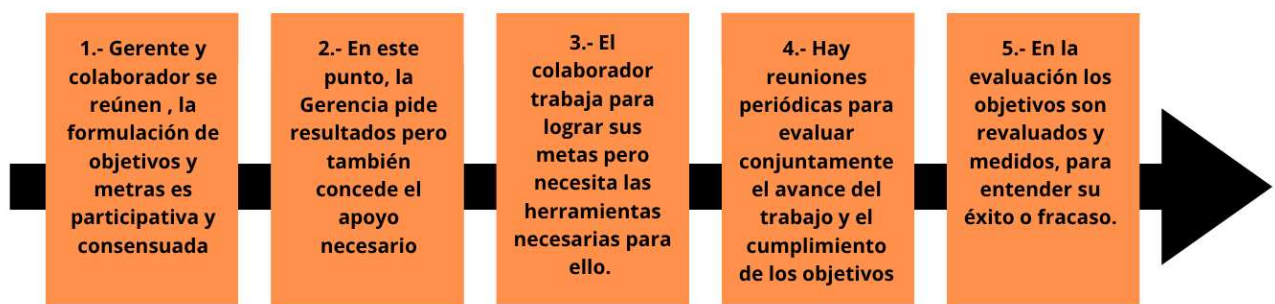 1.- Gerente y
colaborador se
reúnen , la
formulación de
objetivos y
metras es
participativa y
consensuada
2.- En este
punto, la
Gerencia pide
resultados pero
también
concede el
apoyo
necesario
3.- El
colaborador
trabaja para
lograr sus
metas pero
necesita las
herramientas
necesarias para
ello.
4.- Hay
reuniones
periódicas para
evaluar
conjuntamente
el avance del
trabajo y el
cumplimiento
de los objetivos
5.- En la
evaluación los
objetivos son
revaluados y
medidos, para
entender su
éxito o fracaso.